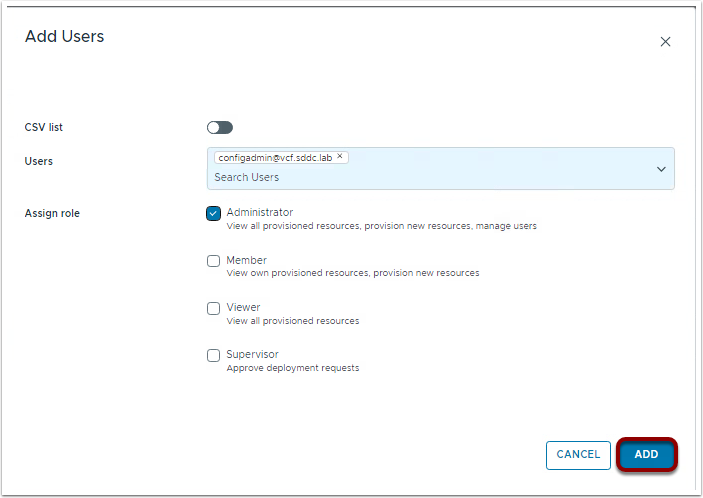 Add Users
CSV list
Users
configadmin@vcf.sddc.lab
Search Users
Assign role
Administrator
View all provisioned resources, provision new resources, manage users
Member
View own provisioned resources, provision new resources
Viewer
View all provisioned resources
Supervisor
Approve deployment requests
CANCEL
ADD